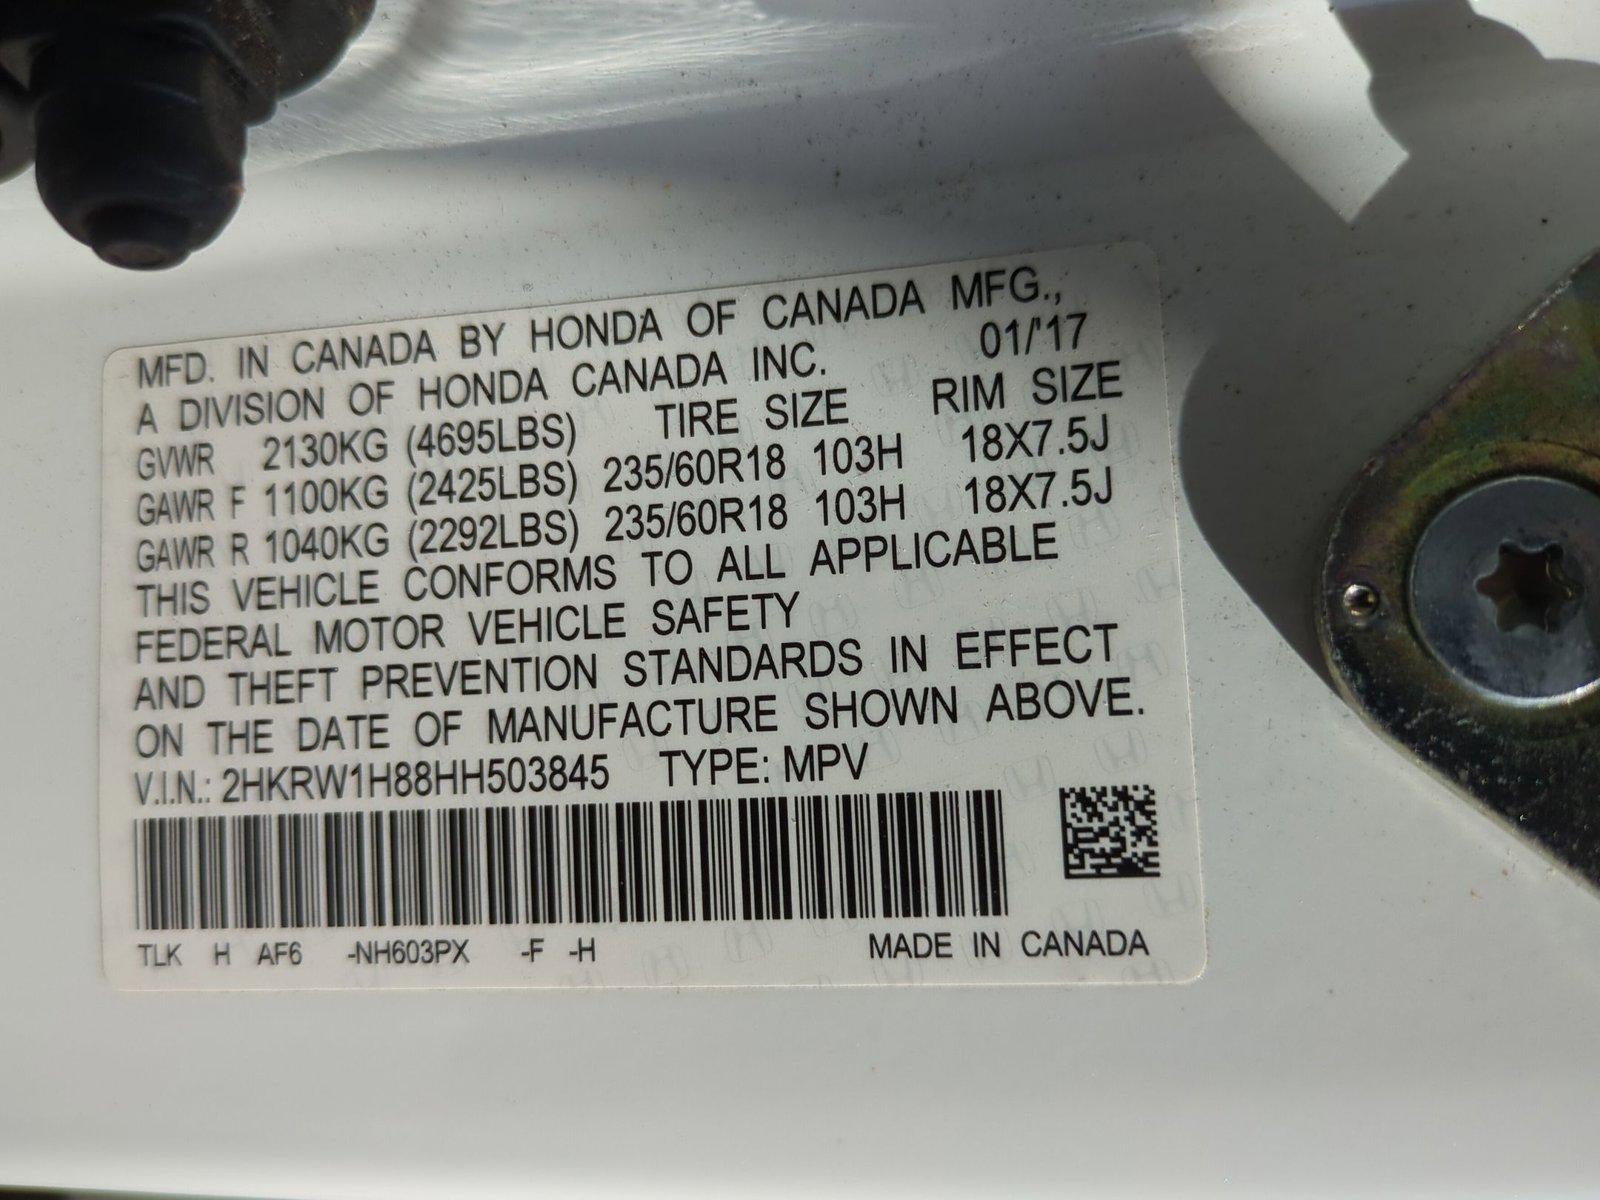 MFD. IN CANADA BY HONDA OF CANADA MFG.,
A DIVISION OF HONDA CANADA INC. 01/'17
GVWR 2130KG (4695LBS) TIRE SIZE RIM SIZE
GAWR F 1100KG (2425LBS) 235/60R18 103H 18X7.5J
GAWR R 1040KG (2292LBS) 235/60R18 103H 18X7.5J
THIS VEHICLE CONFORMS TO ALL APPLICABLE
FEDERAL MOTOR VEHICLE SAFETY
AND THEFT PREVENTION STANDARDS IN EFFECT
ON THE DATE OF MANUFACTURE SHOWN ABOVE.
V.I.N.: 2HKRW1H88HH503845 TYPE: MPV
TLK H AF6 -NH603PX -F -H MADE IN CANADA